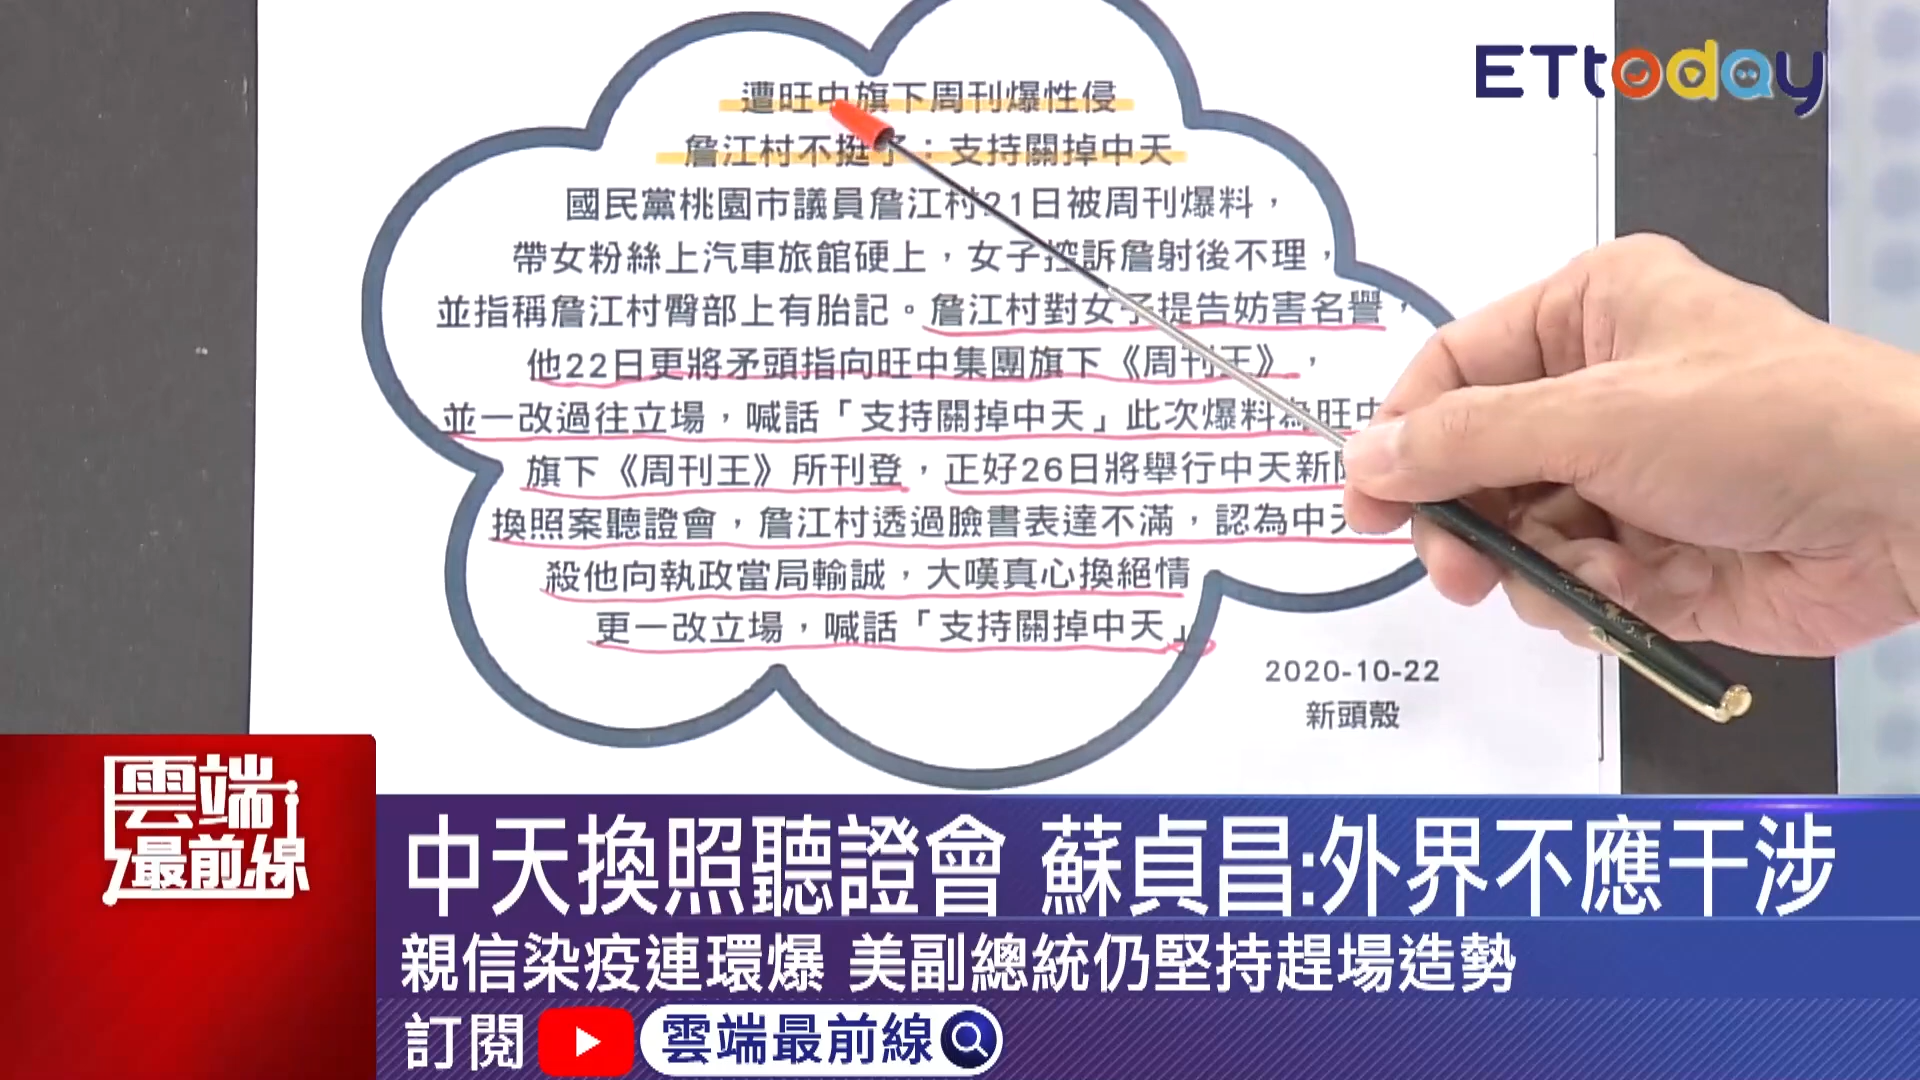 ETtoday
遭旺中旗下周刊爆性侵
詹江村不挺了：支持關掉中天
國民黨桃園市議員詹江村21日被周刊爆料，
帶女粉絲上汽車旅館硬上，女子控訴詹射後不理，
並指稱詹江村臀部上有胎記。詹江村對女子提告妨害名譽，
他22日更將矛頭指向旺中集團旗下《周刊王》，
並一改過往立場，喊話「支持關掉中天」此次爆料為旺中
旗下《周刊王》所刊登，正好26日將舉行中天新
換照案聽證會，詹江村透過臉書表達不滿，認為中天
殺他向執政當局輸誠，大嘆真心換絕情
更一改立場，喊話「支持關掉中天」
2020-10-22
新頭殼
雲端
最前線
中天換照聽證會 蘇貞昌:外界不應干涉
親信染疫連環爆 美副總統仍堅持趕場造勢
訂閱 雲端最前線